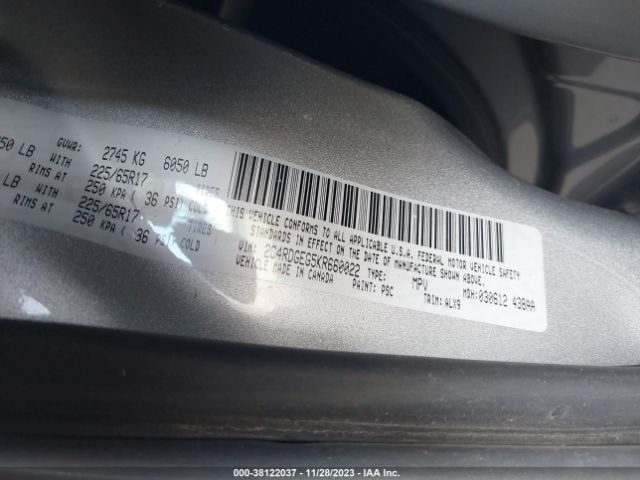 GVWR: 2745 KG 6050 LB
50 LB WITH 225/65R17 TIRES
RIMS AT 250 KPA ( 36 PSI) COLD
LB WITH 225/65R17 TIRES
RIMS AT 250 KPA ( 36 PSI) COLD
THIS VEHICLE CONFORMS TO ALL APPLICABLE U.S.A. FEDERAL MOTOR VEHICLE SAFETY
STANDARDS IN EFFECT ON THE DATE OF MANUFACTURE SHOWN ABOVE.
VIN: 2C4RDGEG5KR660022 TYPE: MPV MDH: 030612 43BAA
VEHICLE MADE IN CANADA PAINT: PSC TRIM: ALX9
000-38122037 - 11/28/2023 - IAA Inc.